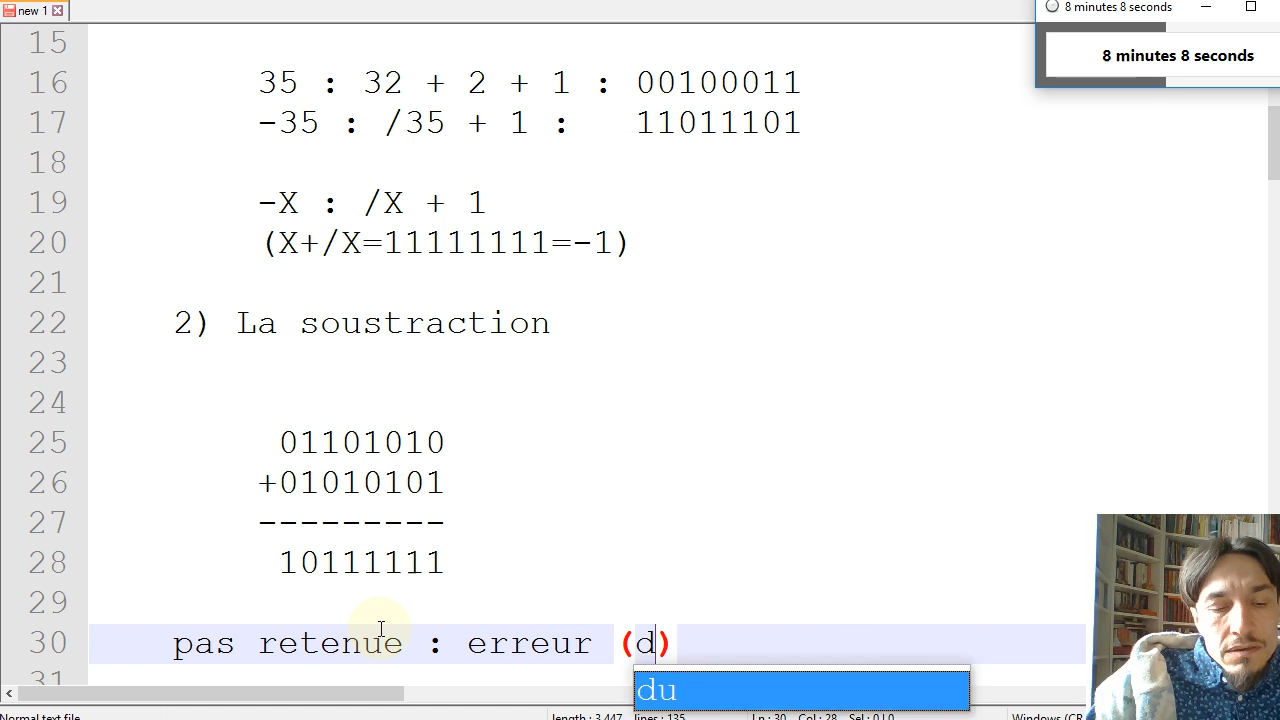 new 1
8 minutes 8 seconds
8 minutes 8 seconds
15
16 35 : 32 + 2 + 1 : 00100011
17 -35 : /35 + 1 : 11011101
18
19 -X : /X + 1
20 (X+/X=11111111=-1)
21
22 2) La soustraction
23
24
25 01101010
26 +01010101
27 ---------
28 10111111
29
30 pas retenue : erreur (d)
31
du
Normal text file length : 3,447 lines : 135 Ln : 30 Col : 28 Sel : 0 | 0 Windows (CR